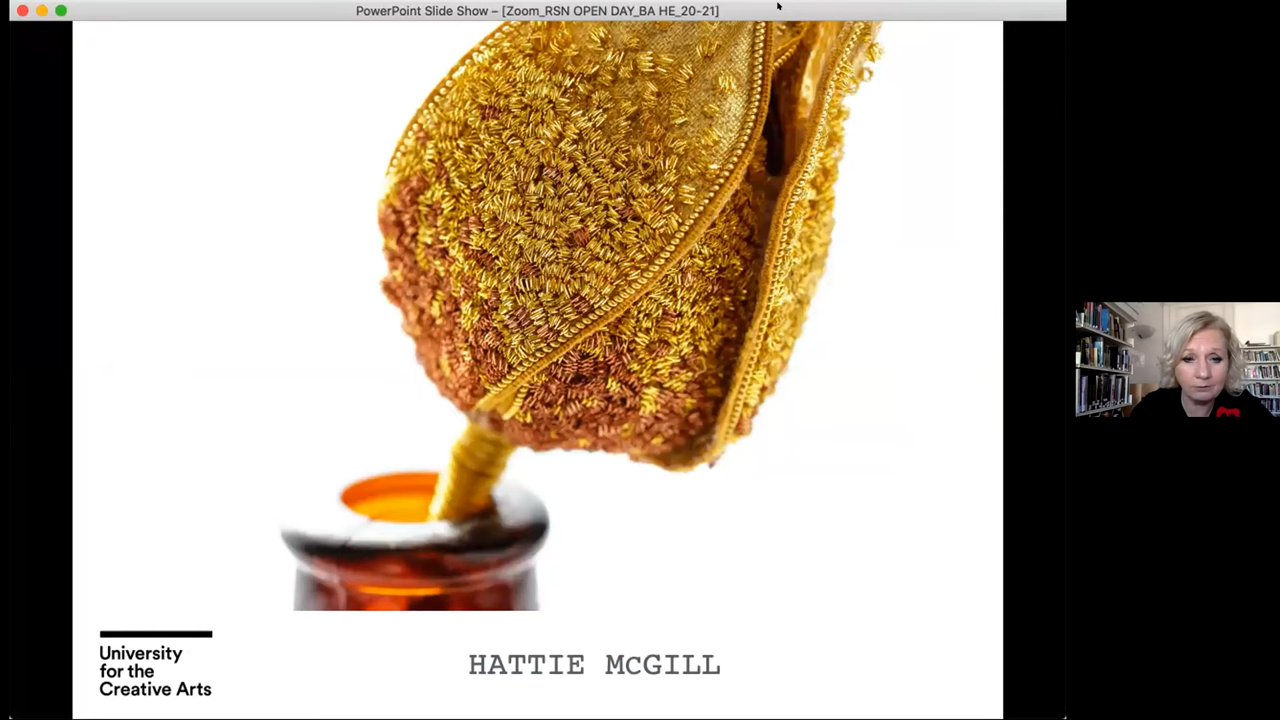 PowerPoint Slide Show – [Zoom_RSN OPEN DAY_BA HE_20-21]
University
for the
Creative Arts
HATTIE McGILL